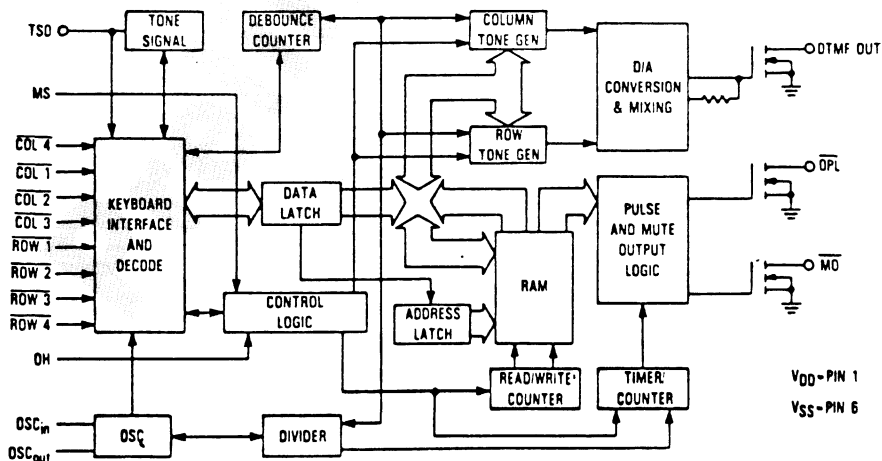 TSO
TONE SIGNAL
DEBOUNCE COUNTER
COLUMN TONE GEN
D/A CONVERSION & MIXING
DTMF OUT
MS
COL 4
COL 1
COL 2
COL 3
ROW 1
ROW 2
ROW 3
ROW 4
KEYBOARD INTERFACE AND DECODE
DATA LATCH
ROW TONE GEN
PULSE AND MUTE OUTPUT LOGIC
OPL
MO
CONTROL LOGIC
ADDRESS LATCH
RAM
OH
READ/WRITE COUNTER
TIMER/ COUNTER
VDD=PIN 1
VSS=PIN 6
OSCin
OSCout
OSC
DIVIDER